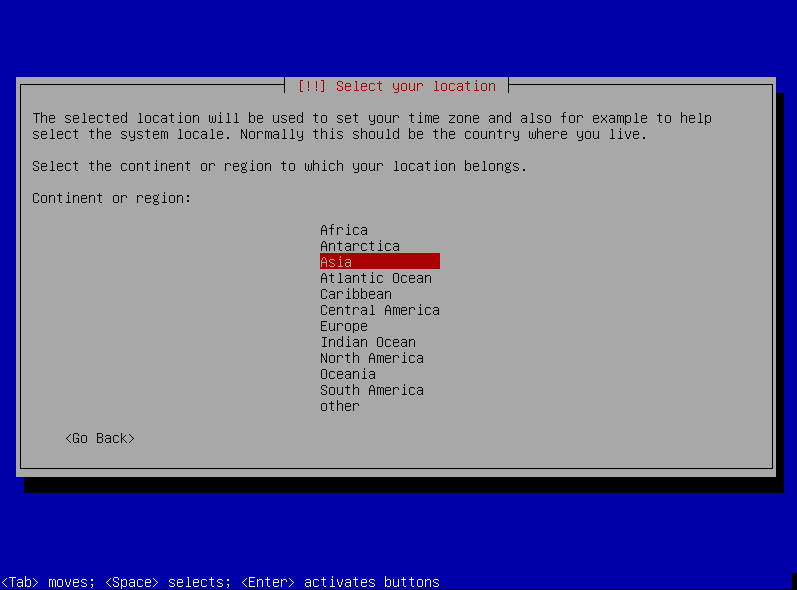 [!!] Select your location
The selected location will be used to set your time zone and also for example to help
select the system locale. Normally this should be the country where you live.
Select the continent or region to which your location belongs.
Continent or region:
Africa
Antarctica
Asia
Atlantic Ocean
Caribbean
Central America
Europe
Indian Ocean
North America
Oceania
South America
other
<Go Back>
<Tab> moves; <Space> selects; <Enter> activates buttons